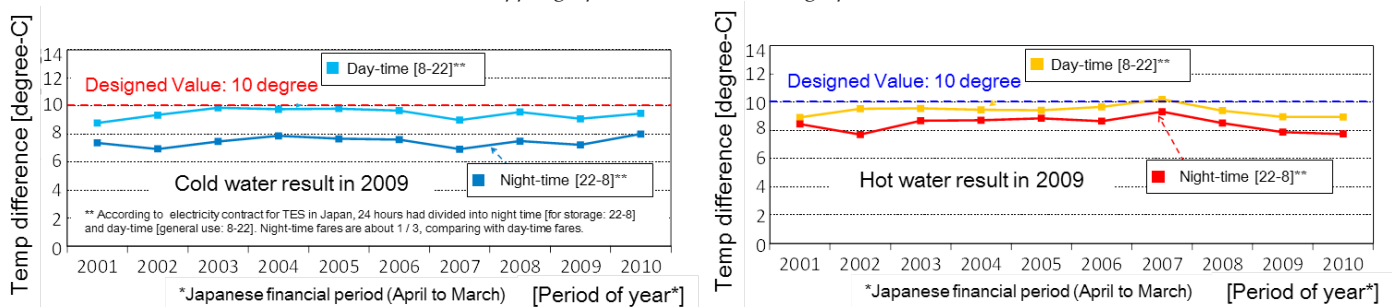 Temp difference [degree-C]
14
12
10
8
6
4
2
0
Designed Value: 10 degree
Day-time [8-22]**
Night-time [22-8]**
Cold water result in 2009
** According to electricity contract for TES in Japan, 24 hours had divided into night time [for storage: 22-8]
and day-time [general use: 8-22]. Night-time fares are about 1 / 3, comparing with day-time fares.
2001 2002 2003 2004 2005 2006 2007 2008 2009 2010
*Japanese financial period (April to March) [Period of year*]
Temp difference [degree-C]
14
12
10
8
6
4
2
0
Day-time [8-22]**
Designed Value: 10 degree
Night-time [22-8]**
Hot water result in 2009
2001 2002 2003 2004 2005 2006 2007 2008 2009 2010
*Japanese financial period (April to March) [Period of year*]